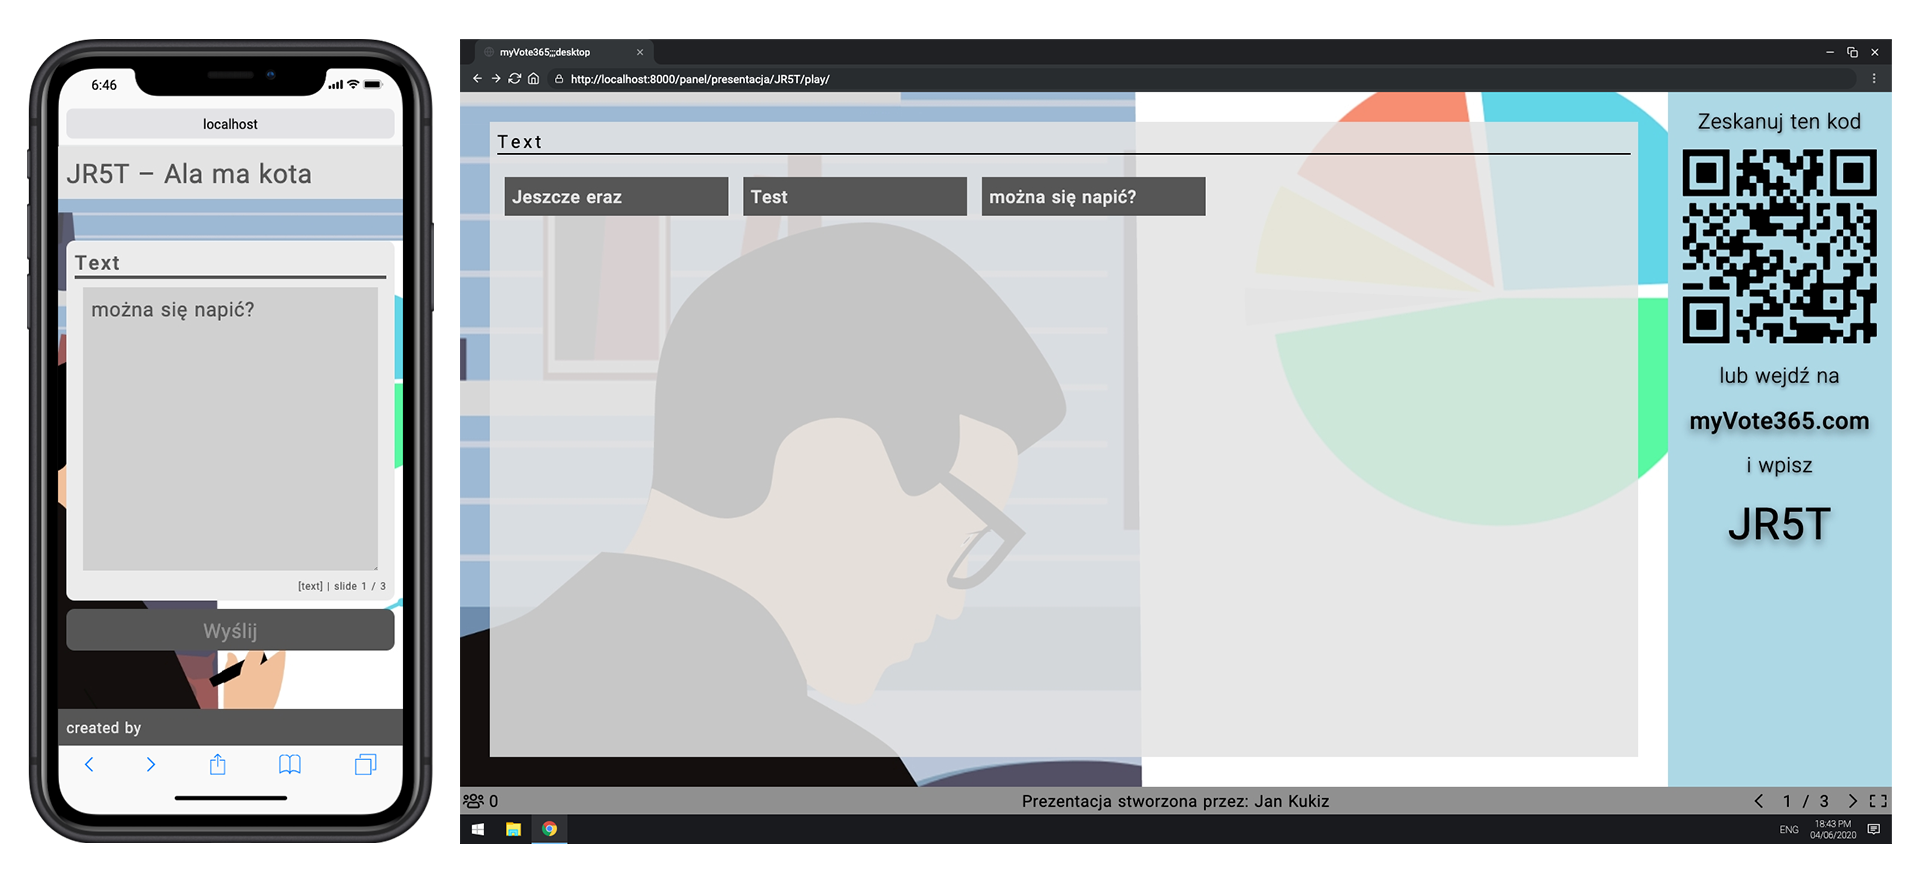 6:46
localhost
JR5T – Ala ma kota
Text
można się napić?
[text] | slide 1 / 3
Wyślij
created by
myVote365;;;desktop
http://localhost:8000/panel/presentacja/JR5T/play/
Text
Jeszcze eraz
Test
można się napić?
Zeskanuj ten kod
lub wejdź na
myVote365.com
i wpisz
JR5T
0
Prezentacja stworzona przez: Jan Kukiz
1 / 3
ENG
18:43 PM
04/06/2020